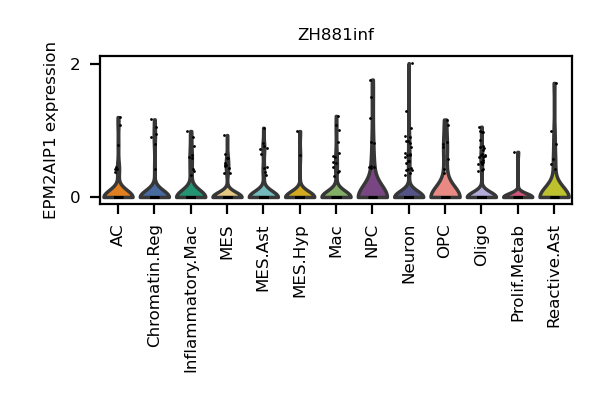 ZH881inf
EPM2AIP1 expression
2
0
AC
Chromatin.Reg
Inflammatory.Mac
MES
MES.Ast
MES.Hyp
Mac
NPC
Neuron
OPC
Oligo
Prolif.Metab
Reactive.Ast